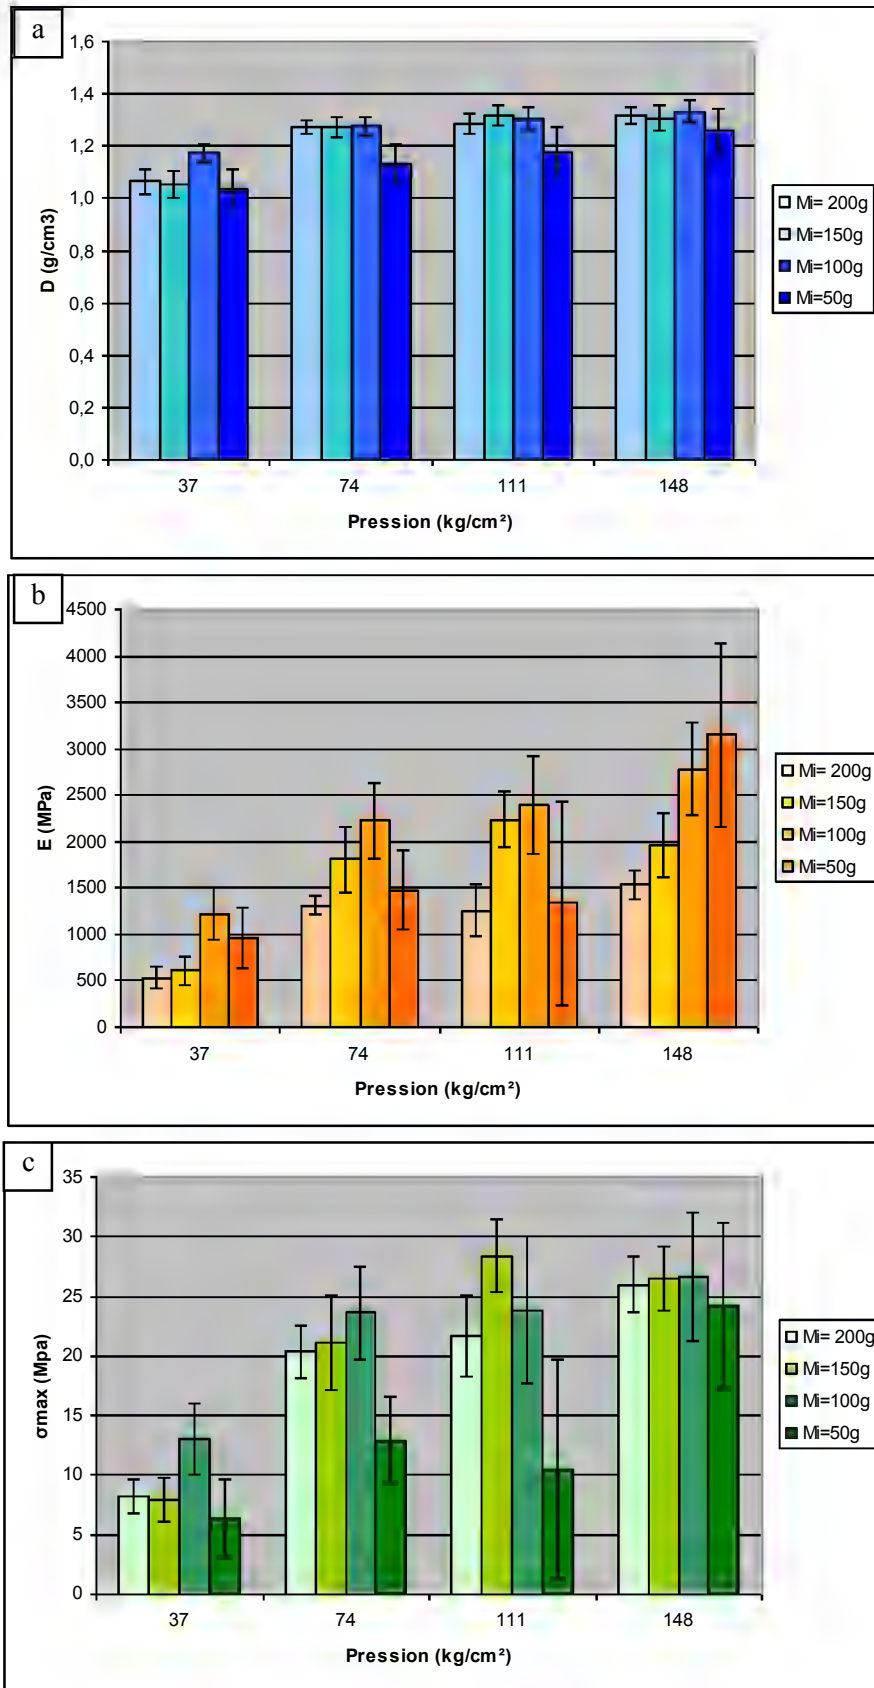 a
1,6
1,4
1,2
1,0
0,8
0,6
0,4
0,2
0,0
D (g/cm3)
37 74 111 148
Pression (kg/cm²)
Mi= 200g
Mi=150g
Mi=100g
Mi=50g
b
4500
4000
3500
3000
2500
2000
1500
1000
500
0
E (MPa)
37 74 111 148
Pression (kg/cm²)
Mi= 200g
Mi=150g
Mi=100g
Mi=50g
c
35
30
25
20
15
10
5
0
σmax (Mpa)
37 74 111 148
Pression (kg/cm²)
Mi= 200g
Mi=150g
Mi=100g
Mi=50g